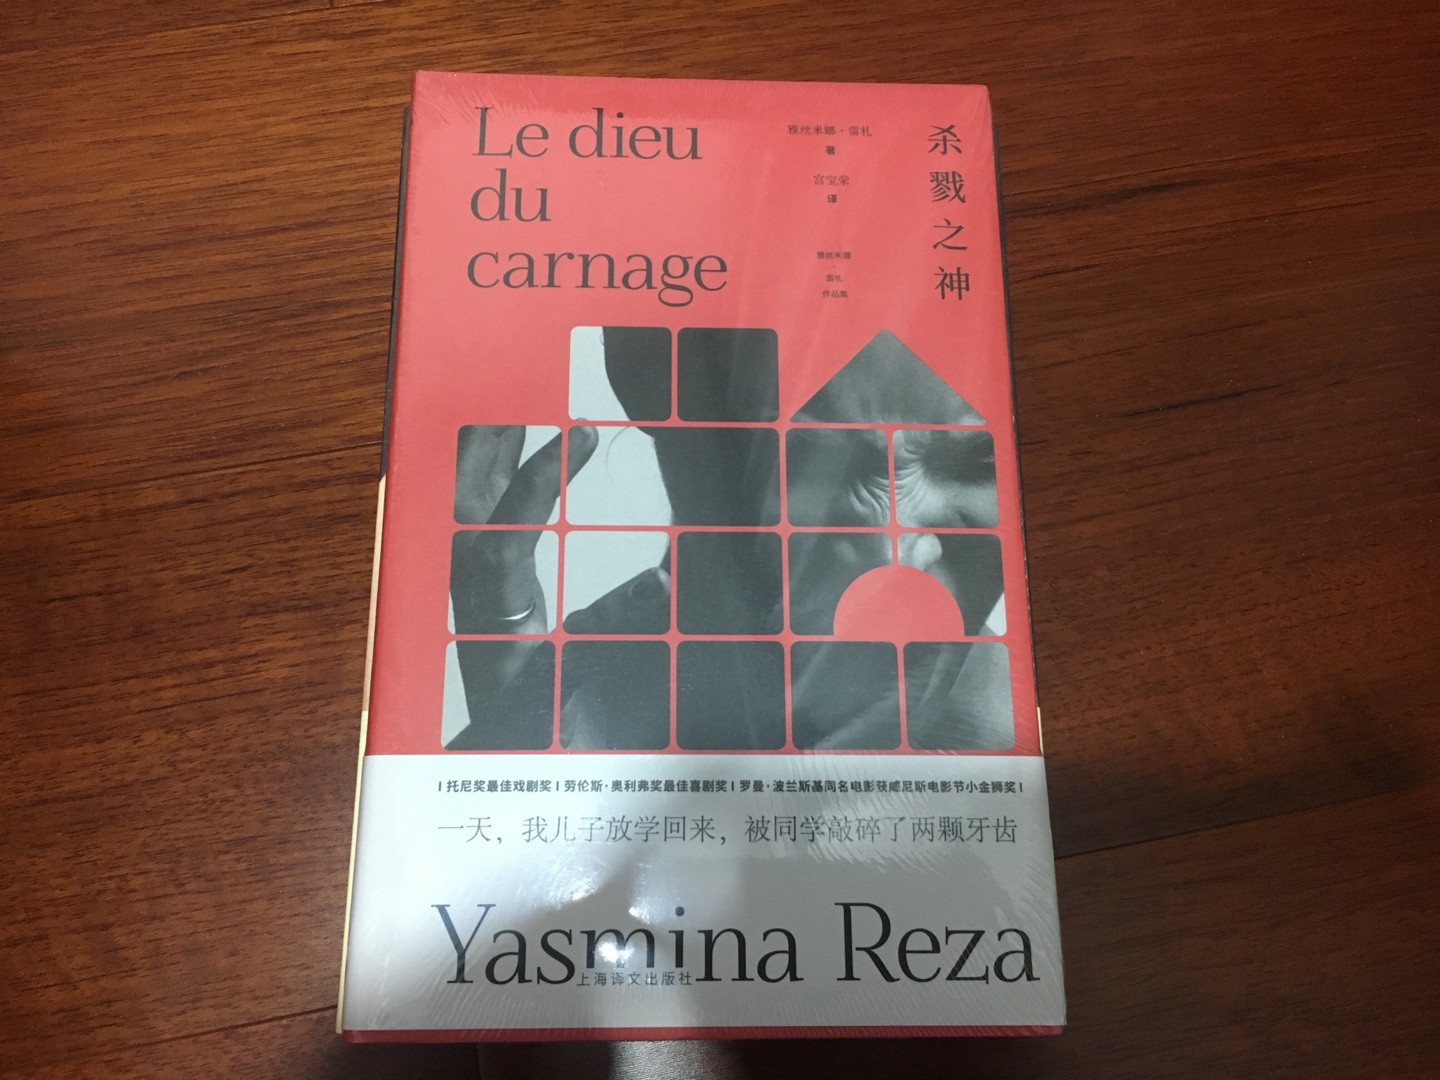 Le dieu
du
carnage
雅丝米娜·雷札
著
宫宝荣
译
雅丝米娜
·
雷札
作品集
杀戮之神
I 托尼奖最佳戏剧奖 I 劳伦斯·奥利弗奖最佳喜剧奖 I 罗曼·波兰斯基同名电影获威尼斯电影节小金狮奖 I
一天，我儿子放学回来，被同学敲碎了两颗牙齿
Yasmina Reza
上海译文出版社